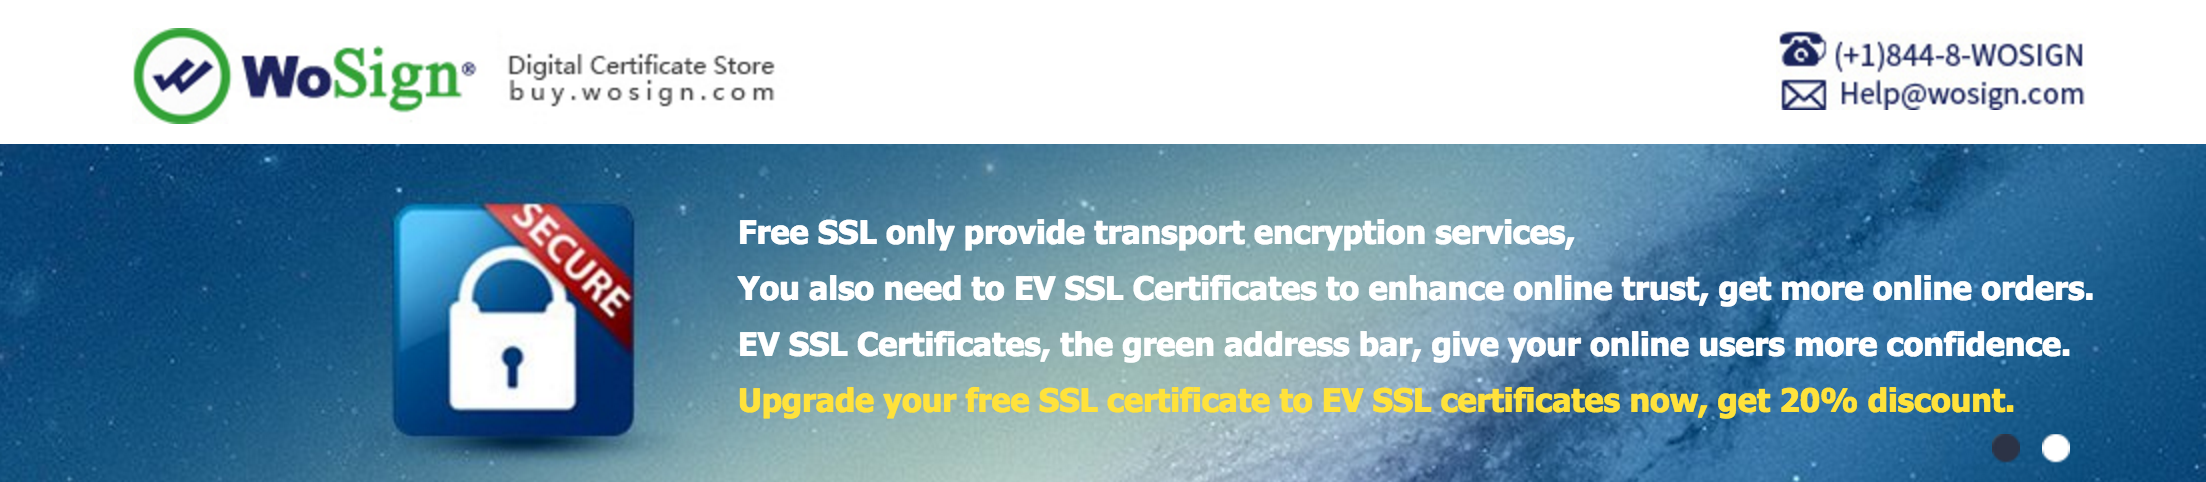 WoSign®
Digital Certificate Store
buy.wosign.com
(+1)844-8-WOSIGN
Help@wosign.com
SECURE
Free SSL only provide transport encryption services,
You also need to EV SSL Certificates to enhance online trust, get more online orders.
EV SSL Certificates, the green address bar, give your online users more confidence.
Upgrade your free SSL certificate to EV SSL certificates now, get 20% discount.